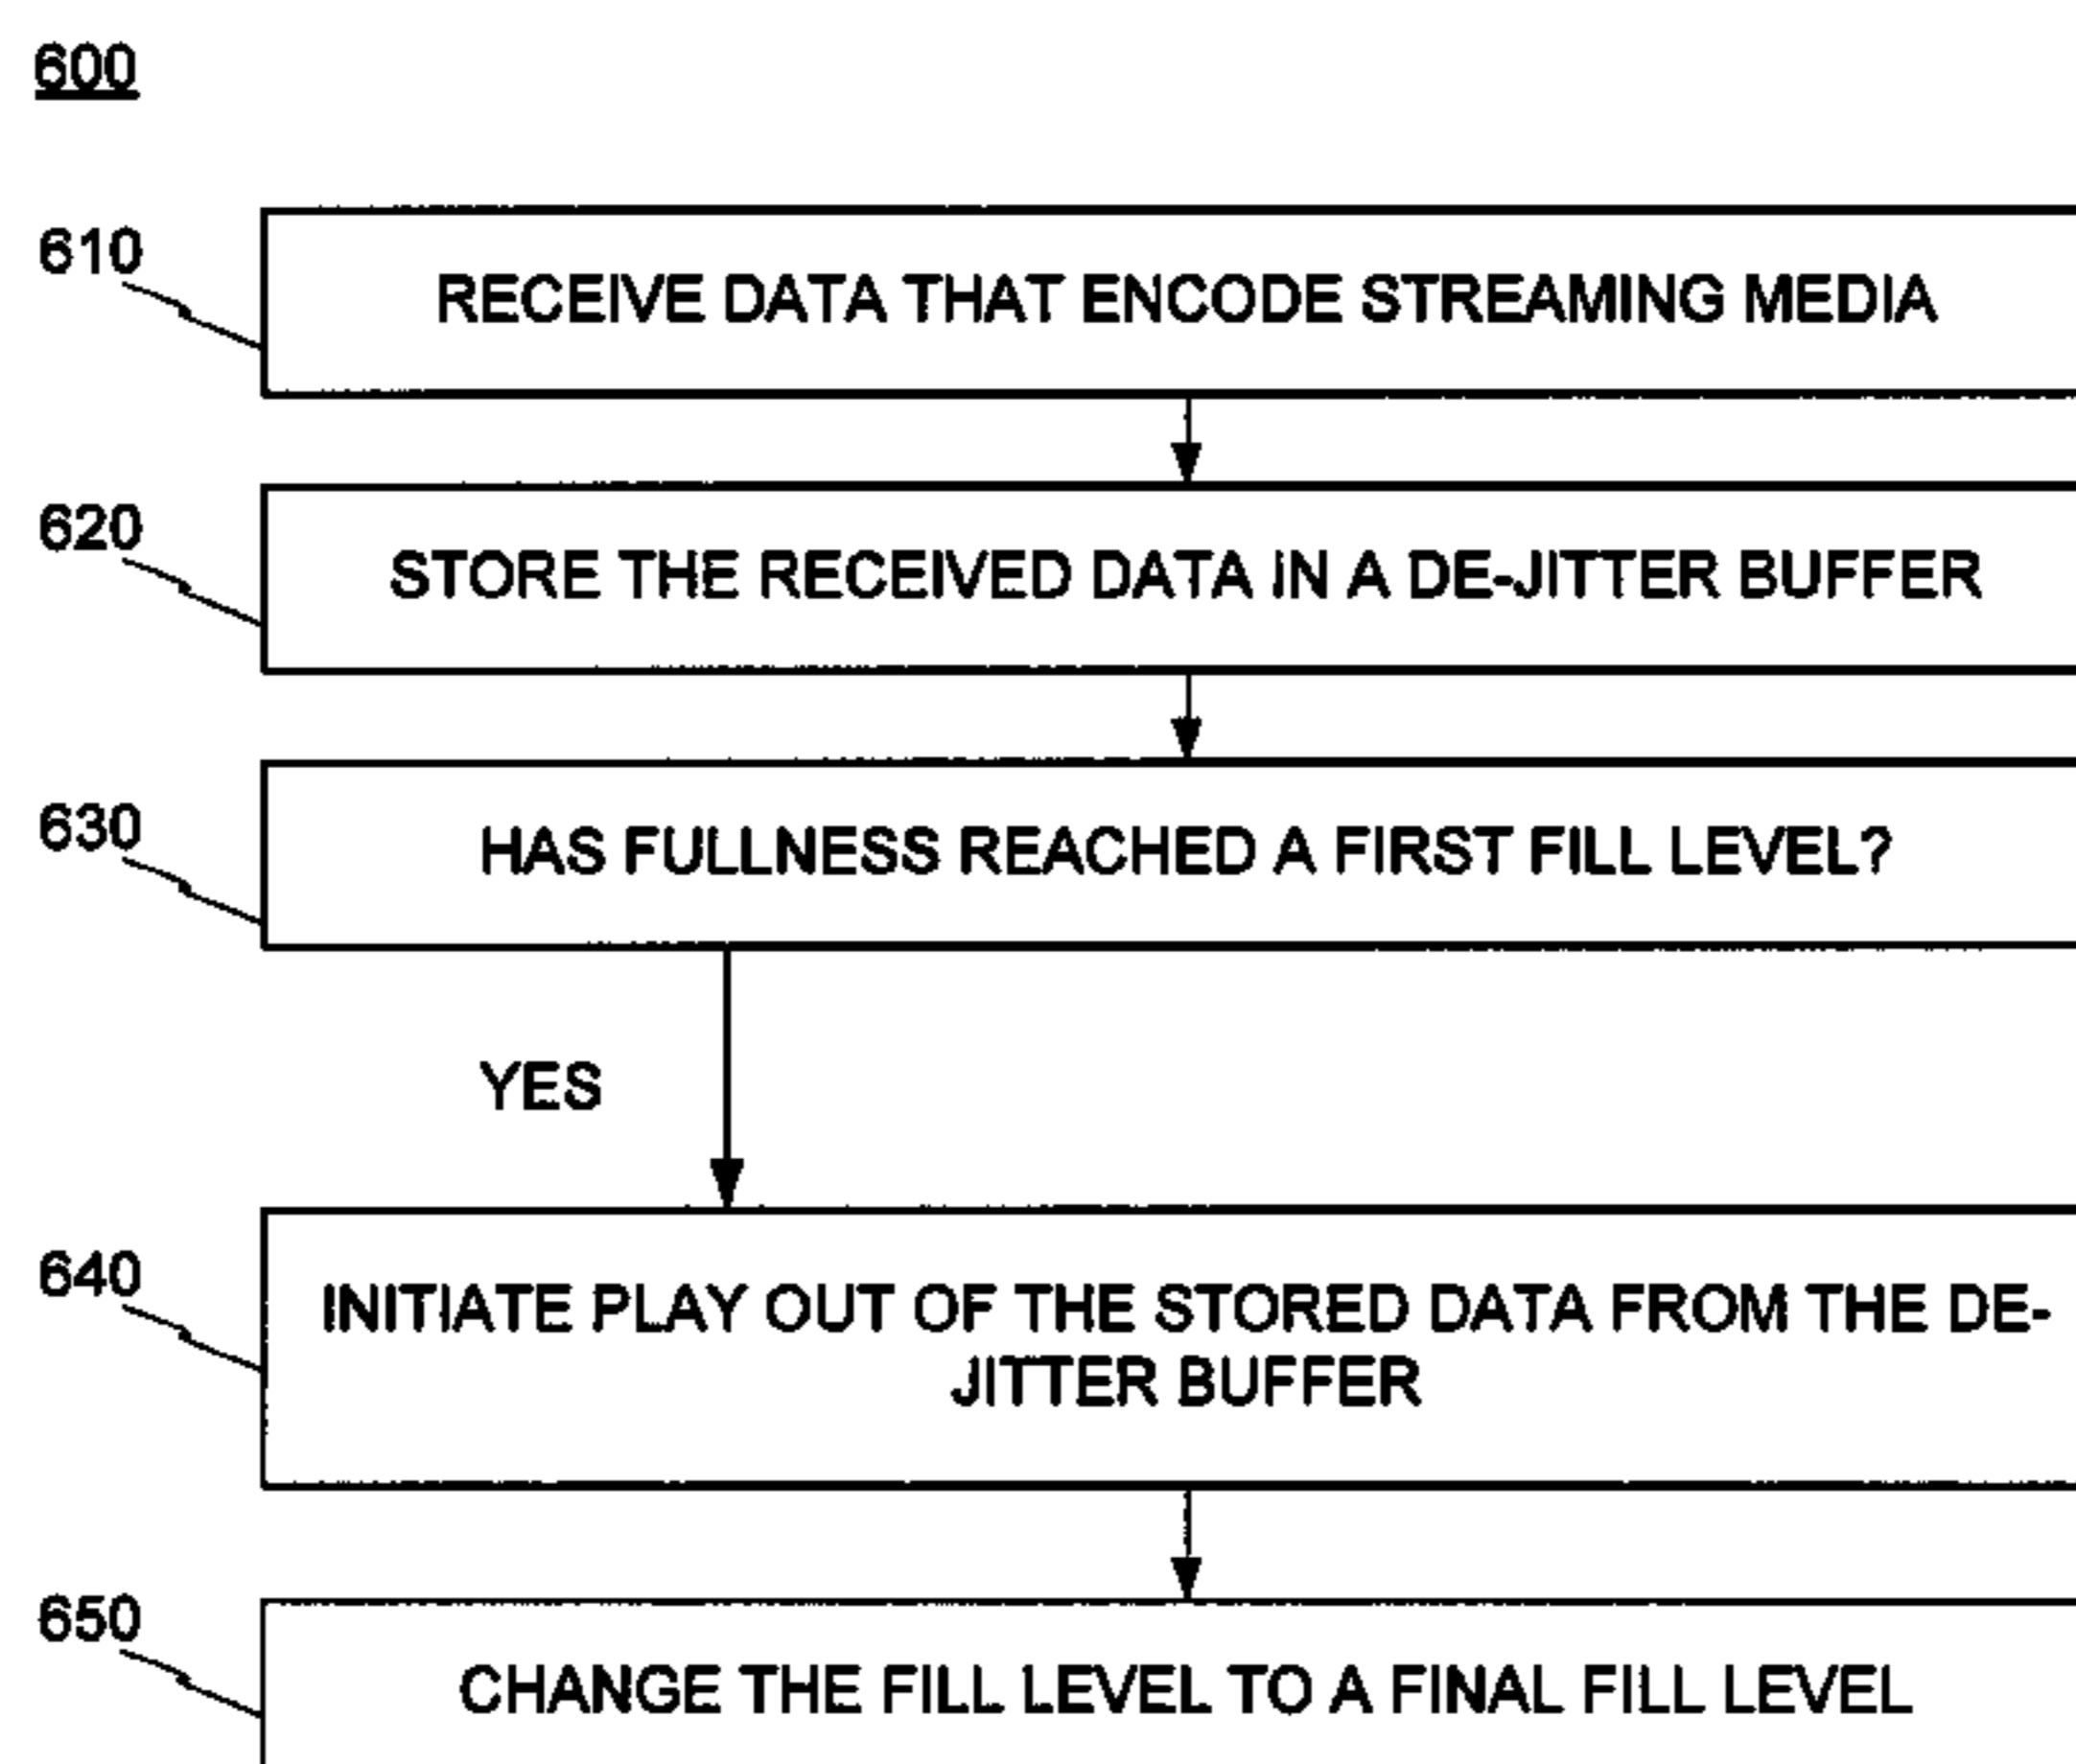 600
610
RECEIVE DATA THAT ENCODE STREAMING MEDIA
620
STORE THE RECEIVED DATA IN A DE-JITTER BUFFER
630
HAS FULLNESS REACHED A FIRST FILL LEVEL?
YES
640
INITIATE PLAY OUT OF THE STORED DATA FROM THE DE-
JITTER BUFFER
650
CHANGE THE FILL LEVEL TO A FINAL FILL LEVEL